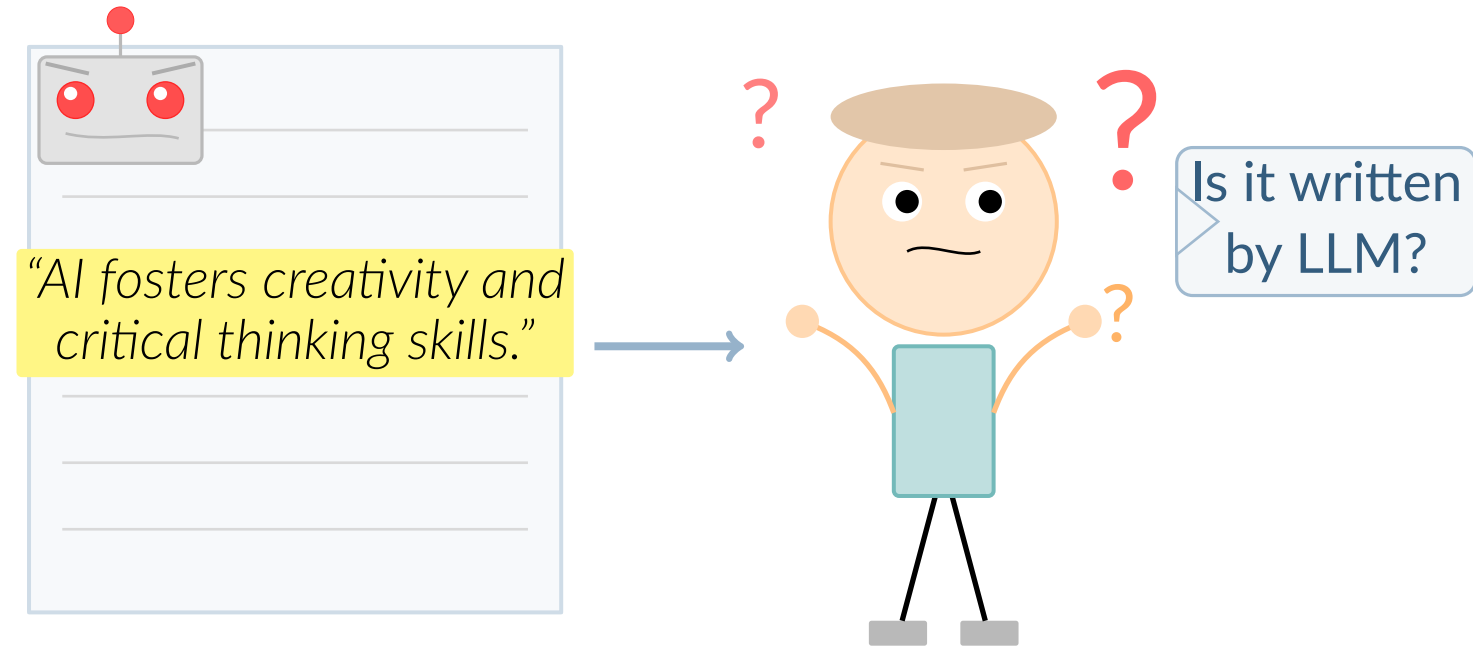 “AI fosters creativity and
critical thinking skills.”
?
?
?
Is it written
by LLM?